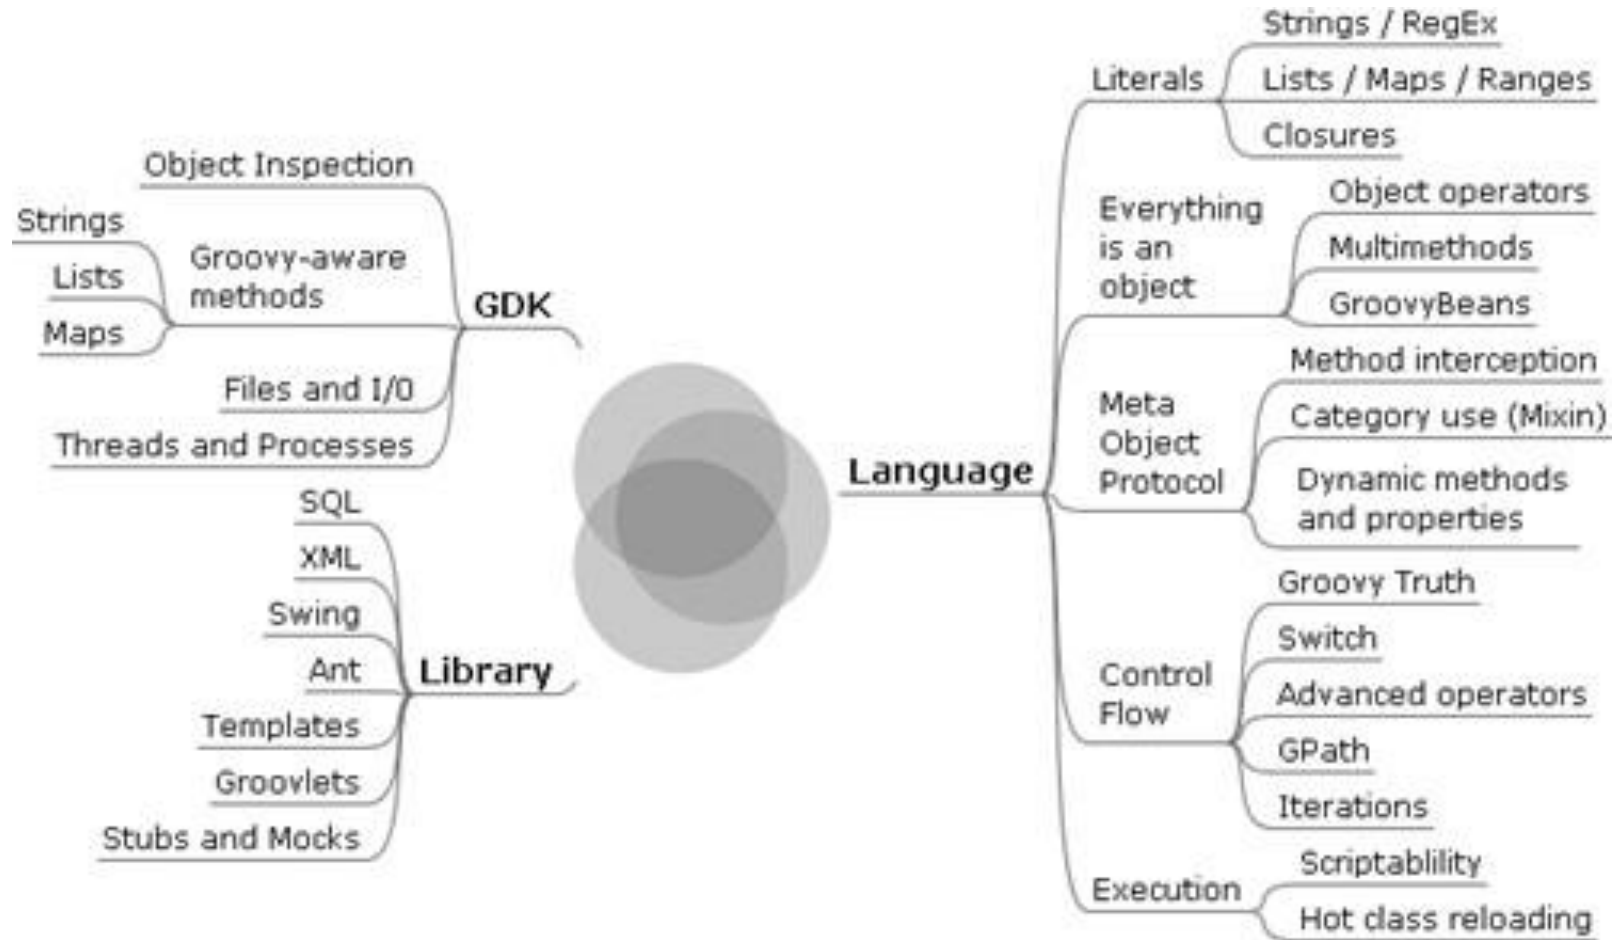 Object Inspection
Strings
Lists
Maps
Groovy-aware
methods
GDK
Files and I/O
Threads and Processes
SQL
XML
Swing
Ant
Templates
Groovlets
Stubs and Mocks
Library
Language
Literals
Strings / RegEx
Lists / Maps / Ranges
Closures
Everything
is an
object
Object operators
Multimethods
GroovyBeans
Meta
Object
Protocol
Method interception
Category use (Mixin)
Dynamic methods
and properties
Control
Flow
Groovy Truth
Switch
Advanced operators
GPath
Iterations
Execution
Scriptablility
Hot class reloading